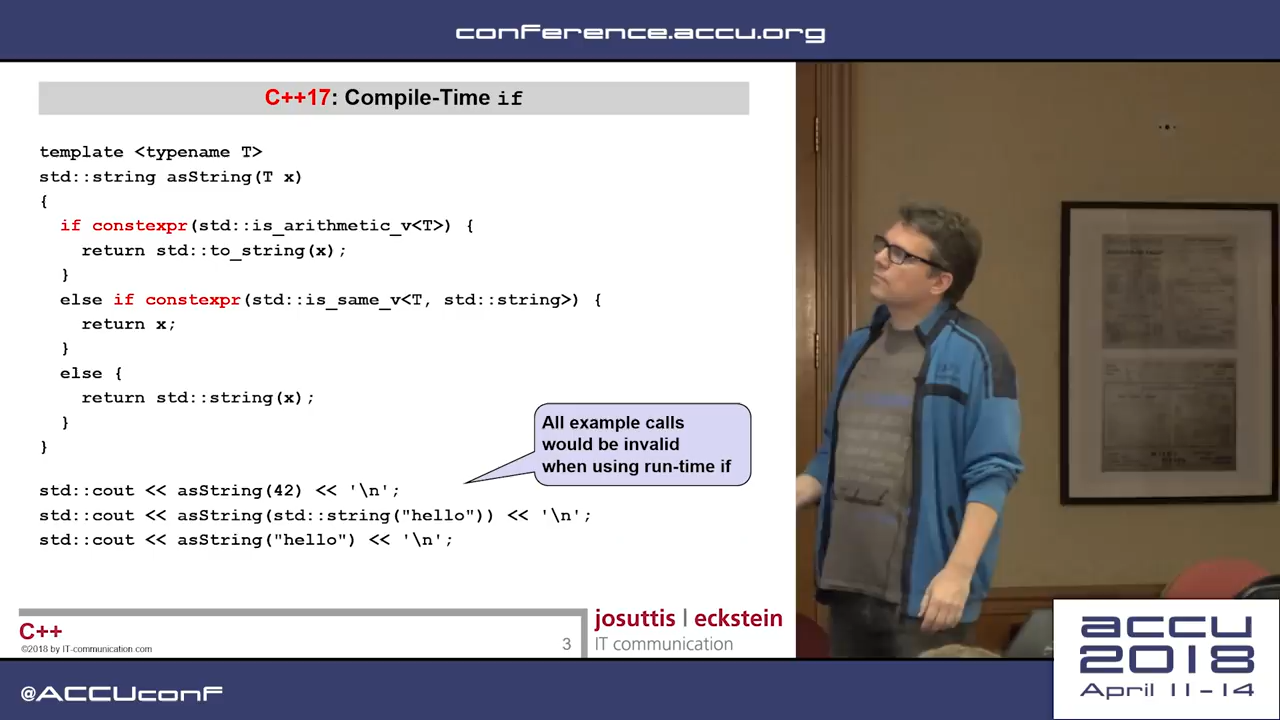 conference.accu.org
C++17: Compile-Time if
template <typename T>
std::string asString(T x)
{
if constexpr(std::is_arithmetic_v<T>) {
return std::to_string(x);
}
else if constexpr(std::is_same_v<T, std::string>) {
return x;
}
else {
return std::string(x);
}
}
All example calls
would be invalid
when using run-time if
std::cout << asString(42) << '\n';
std::cout << asString(std::string("hello")) << '\n';
std::cout << asString("hello") << '\n';
C++
©2018 by IT-communication.com
3
josuttis | eckstein
IT communication
accu
2018
April 11-14
@ACCUconf